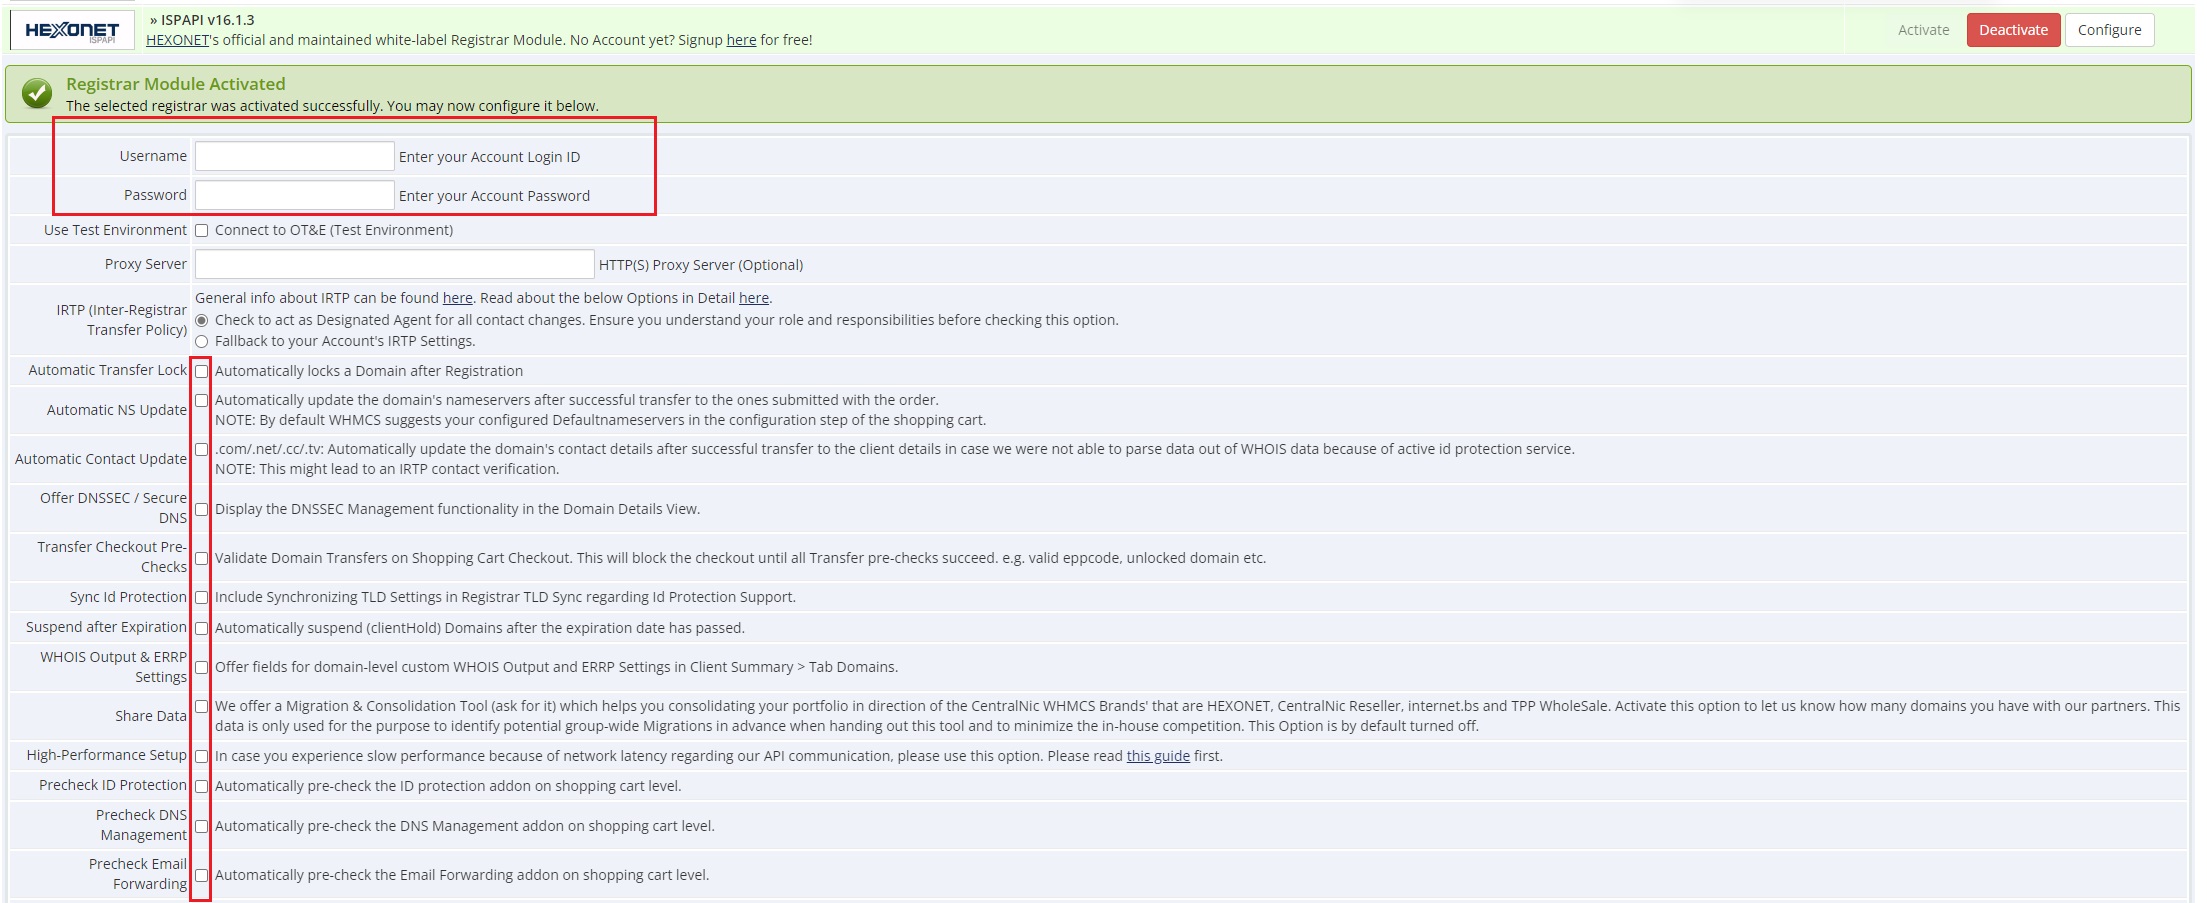 HEXONET
ISPAPI
» ISPAPI v16.1.3
HEXONET's official and maintained white-label Registrar Module. No Account yet? Signup here for free!
Activate
Deactivate
Configure
Registrar Module Activated
The selected registrar was activated successfully. You may now configure it below.
Username
Enter your Account Login ID
Password
Enter your Account Password
Use Test Environment
Connect to OT&E (Test Environment)
Proxy Server
HTTP(S) Proxy Server (Optional)
IRTP (Inter-Registrar
Transfer Policy)
General info about IRTP can be found here. Read about the below Options in Detail here.
Check to act as Designated Agent for all contact changes. Ensure you understand your role and responsibilities before checking this option.
Fallback to your Account's IRTP Settings.
Automatic Transfer Lock
Automatically locks a Domain after Registration
Automatic NS Update
Automatically update the domain's nameservers after successful transfer to the ones submitted with the order.
NOTE: By default WHMCS suggests your configured Defaultnameservers in the configuration step of the shopping cart.
Automatic Contact Update
.com/.net/.cc/.tv: Automatically update the domain's contact details after successful transfer to the client details in case we were not able to parse data out of WHOIS data because of active id protection service.
NOTE: This might lead to an IRTP contact verification.
Offer DNSSEC / Secure
DNS
Display the DNSSEC Management functionality in the Domain Details View.
Transfer Checkout Pre-
Checks
Validate Domain Transfers on Shopping Cart Checkout. This will block the checkout until all Transfer pre-checks succeed. e.g. valid eppcode, unlocked domain etc.
Sync Id Protection
Include Synchronizing TLD Settings in Registrar TLD Sync regarding Id Protection Support.
Suspend after Expiration
Automatically suspend (clientHold) Domains after the expiration date has passed.
WHOIS Output & ERRP
Settings
Offer fields for domain-level custom WHOIS Output and ERRP Settings in Client Summary > Tab Domains.
Share Data
We offer a Migration & Consolidation Tool (ask for it) which helps you consolidating your portfolio in direction of the CentralNic WHMCS Brands' that are HEXONET, CentralNic Reseller, internet.bs and TPP WholeSale. Activate this option to let us know how many domains you have with our partners. This
data is only used for the purpose to identify potential group-wide Migrations in advance when handing out this tool and to minimize the in-house competition. This Option is by default turned off.
High-Performance Setup
In case you experience slow performance because of network latency regarding our API communication, please use this option. Please read this guide first.
Precheck ID Protection
Automatically pre-check the ID protection addon on shopping cart level.
Precheck DNS
Management
Automatically pre-check the DNS Management addon on shopping cart level.
Precheck Email
Forwarding
Automatically pre-check the Email Forwarding addon on shopping cart level.